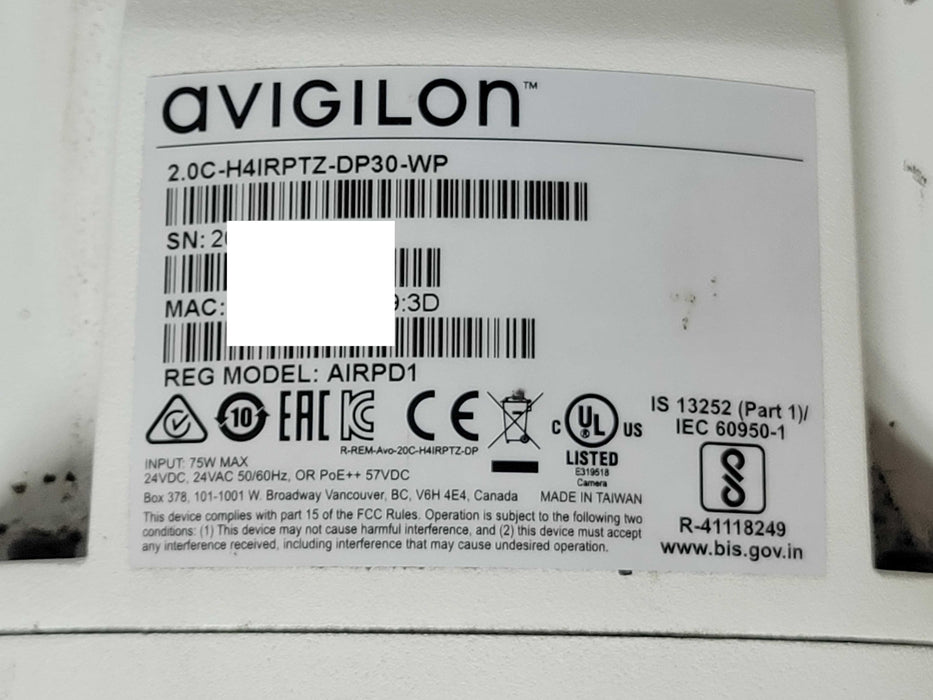 aVIGILOn™
2.0C-H4IRPTZ-DP30-WP
SN: 20
MAC: 9:3D
REG MODEL: AIRPD1
10 EAC KC CE
R-REM-Avo-20C-H4IRPTZ-DP
C UL US
LISTED
E319518
Camera
IS 13252 (Part 1)/
IEC 60950-1
INPUT: 75W MAX
24VDC, 24VAC 50/60Hz, OR PoE++ 57VDC
Box 378, 101-1001 W. Broadway Vancouver, BC, V6H 4E4, Canada MADE IN TAIWAN
This device complies with part 15 of the FCC Rules. Operation is subject to the following two
conditions: (1) This device may not cause harmful interference, and (2) this device must accept
any interference received, including interference that may cause undesired operation.
R-41118249
www.bis.gov.in